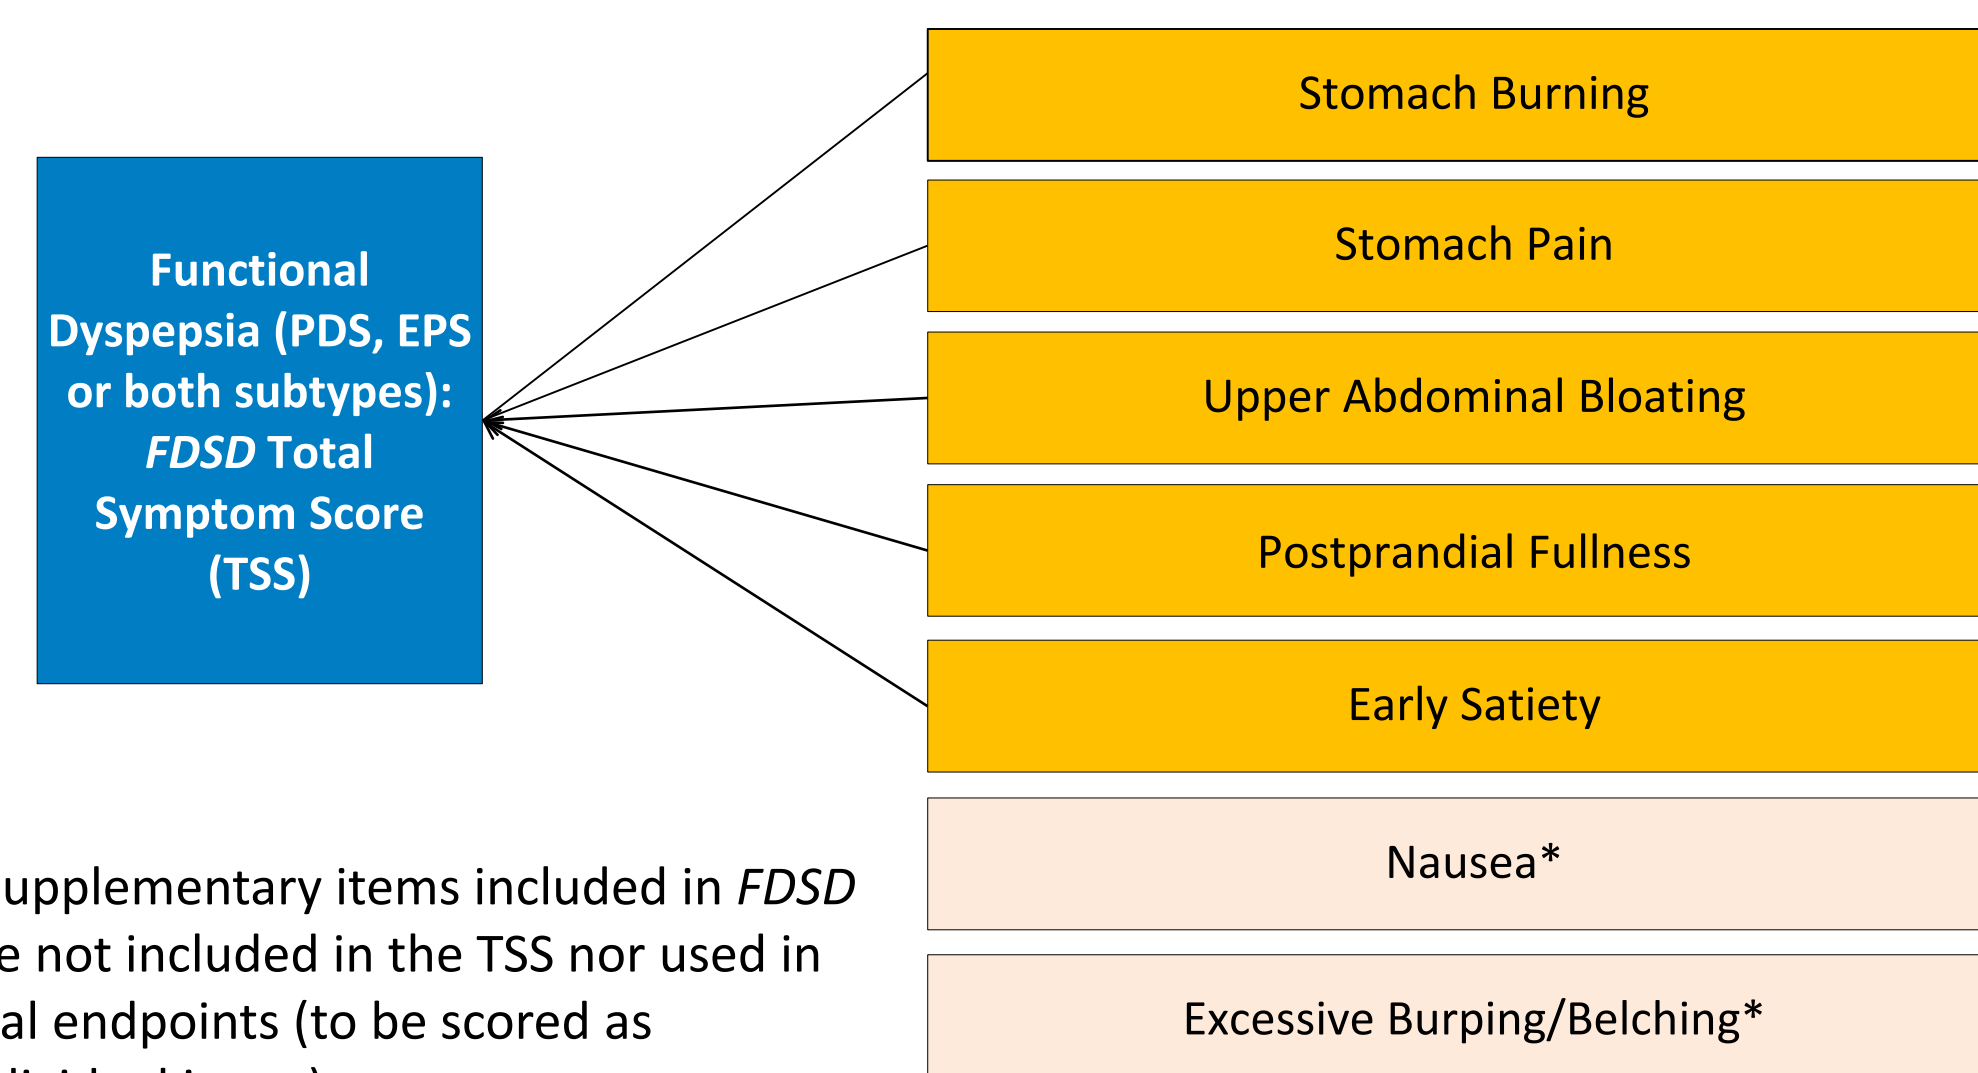 Functional
Dyspepsia (PDS, EPS
or both subtypes):
FDSD Total
Symptom Score
(TSS)
Stomach Burning
Stomach Pain
Upper Abdominal Bloating
Postprandial Fullness
Early Satiety
Nausea*
Excessive Burping/Belching*
upplementary items included in FDSD
e not included in the TSS nor used in
al endpoints (to be scored as